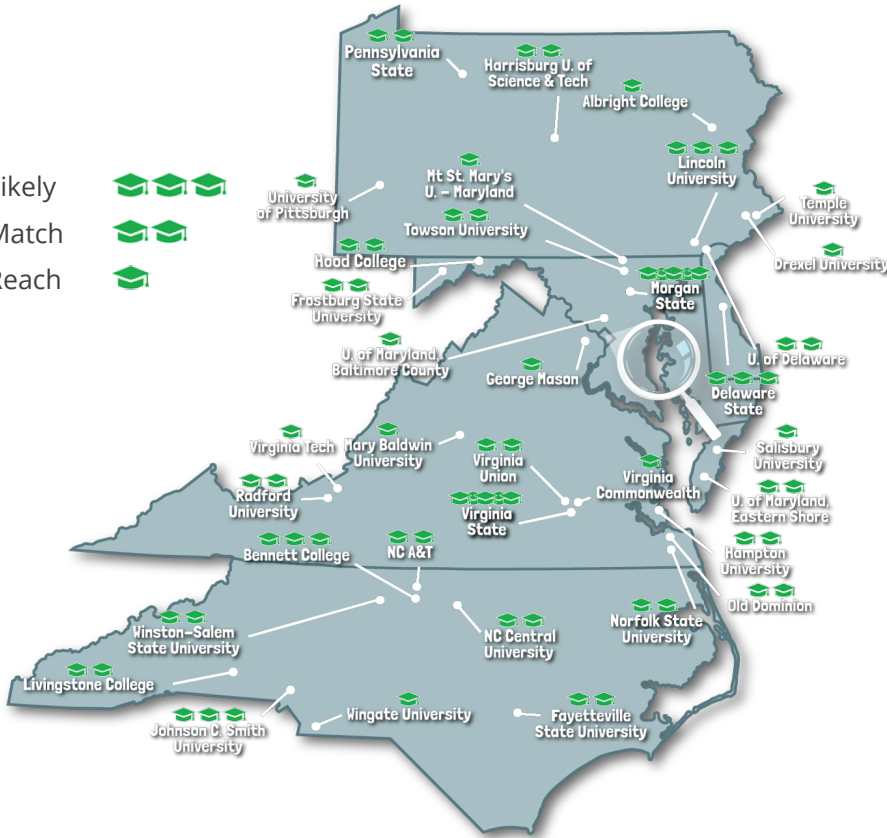 ikely
Match
Reach
Pennsylvania
State
Harrisburg U. of
Science & Tech
Albright College
Lincoln
University
Mt St. Mary's
U. – Maryland
University
of Pittsburgh
Temple
University
Towson University
Hood College
Drexel University
Frostburg State
University
Morgan
State
U. of Maryland,
Baltimore County
George Mason
U. of Delaware
Delaware
State
Virginia Tech
Mary Baldwin
University
Virginia
Union
Virginia
Commonwealth
Salisbury
University
Radford
University
Virginia
State
U. of Maryland,
Eastern Shore
Bennett College
NC A&T
Hampton
University
Old Dominion
Winston–Salem
State University
NC Central
University
Norfolk State
University
Livingstone College
Johnson C. Smith
University
Wingate University
Fayetteville
State University